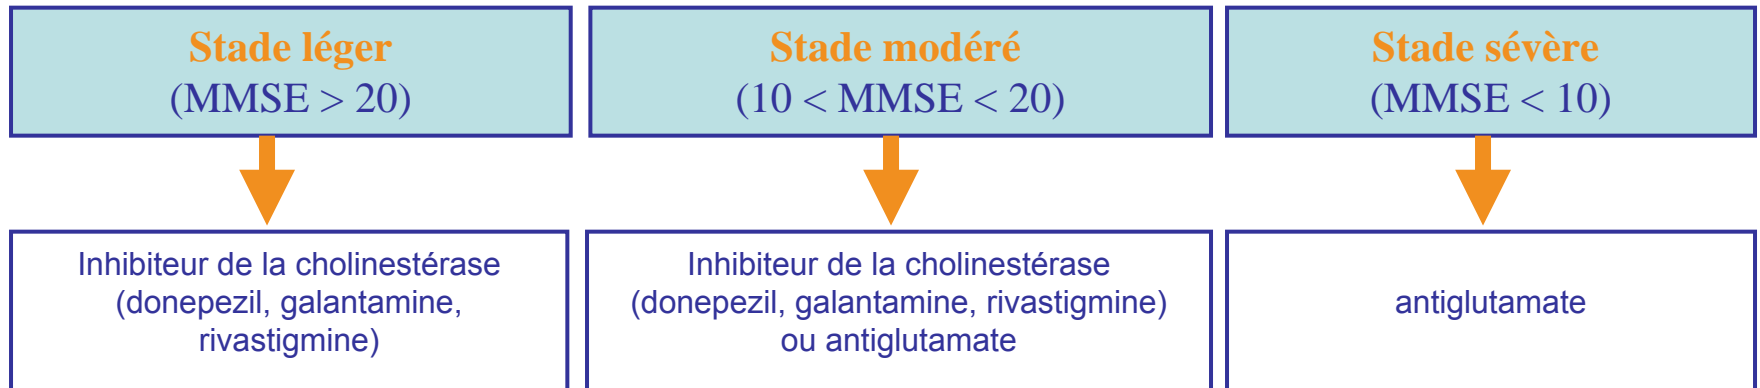 Stade léger
(MMSE > 20)
Stade modéré
(10 < MMSE < 20)
Stade sévère
(MMSE < 10)
Inhibiteur de la cholinestérase
(donepezil, galantamine,
rivastigmine)
Inhibiteur de la cholinestérase
(donepezil, galantamine, rivastigmine)
ou antiglutamate
antiglutamate